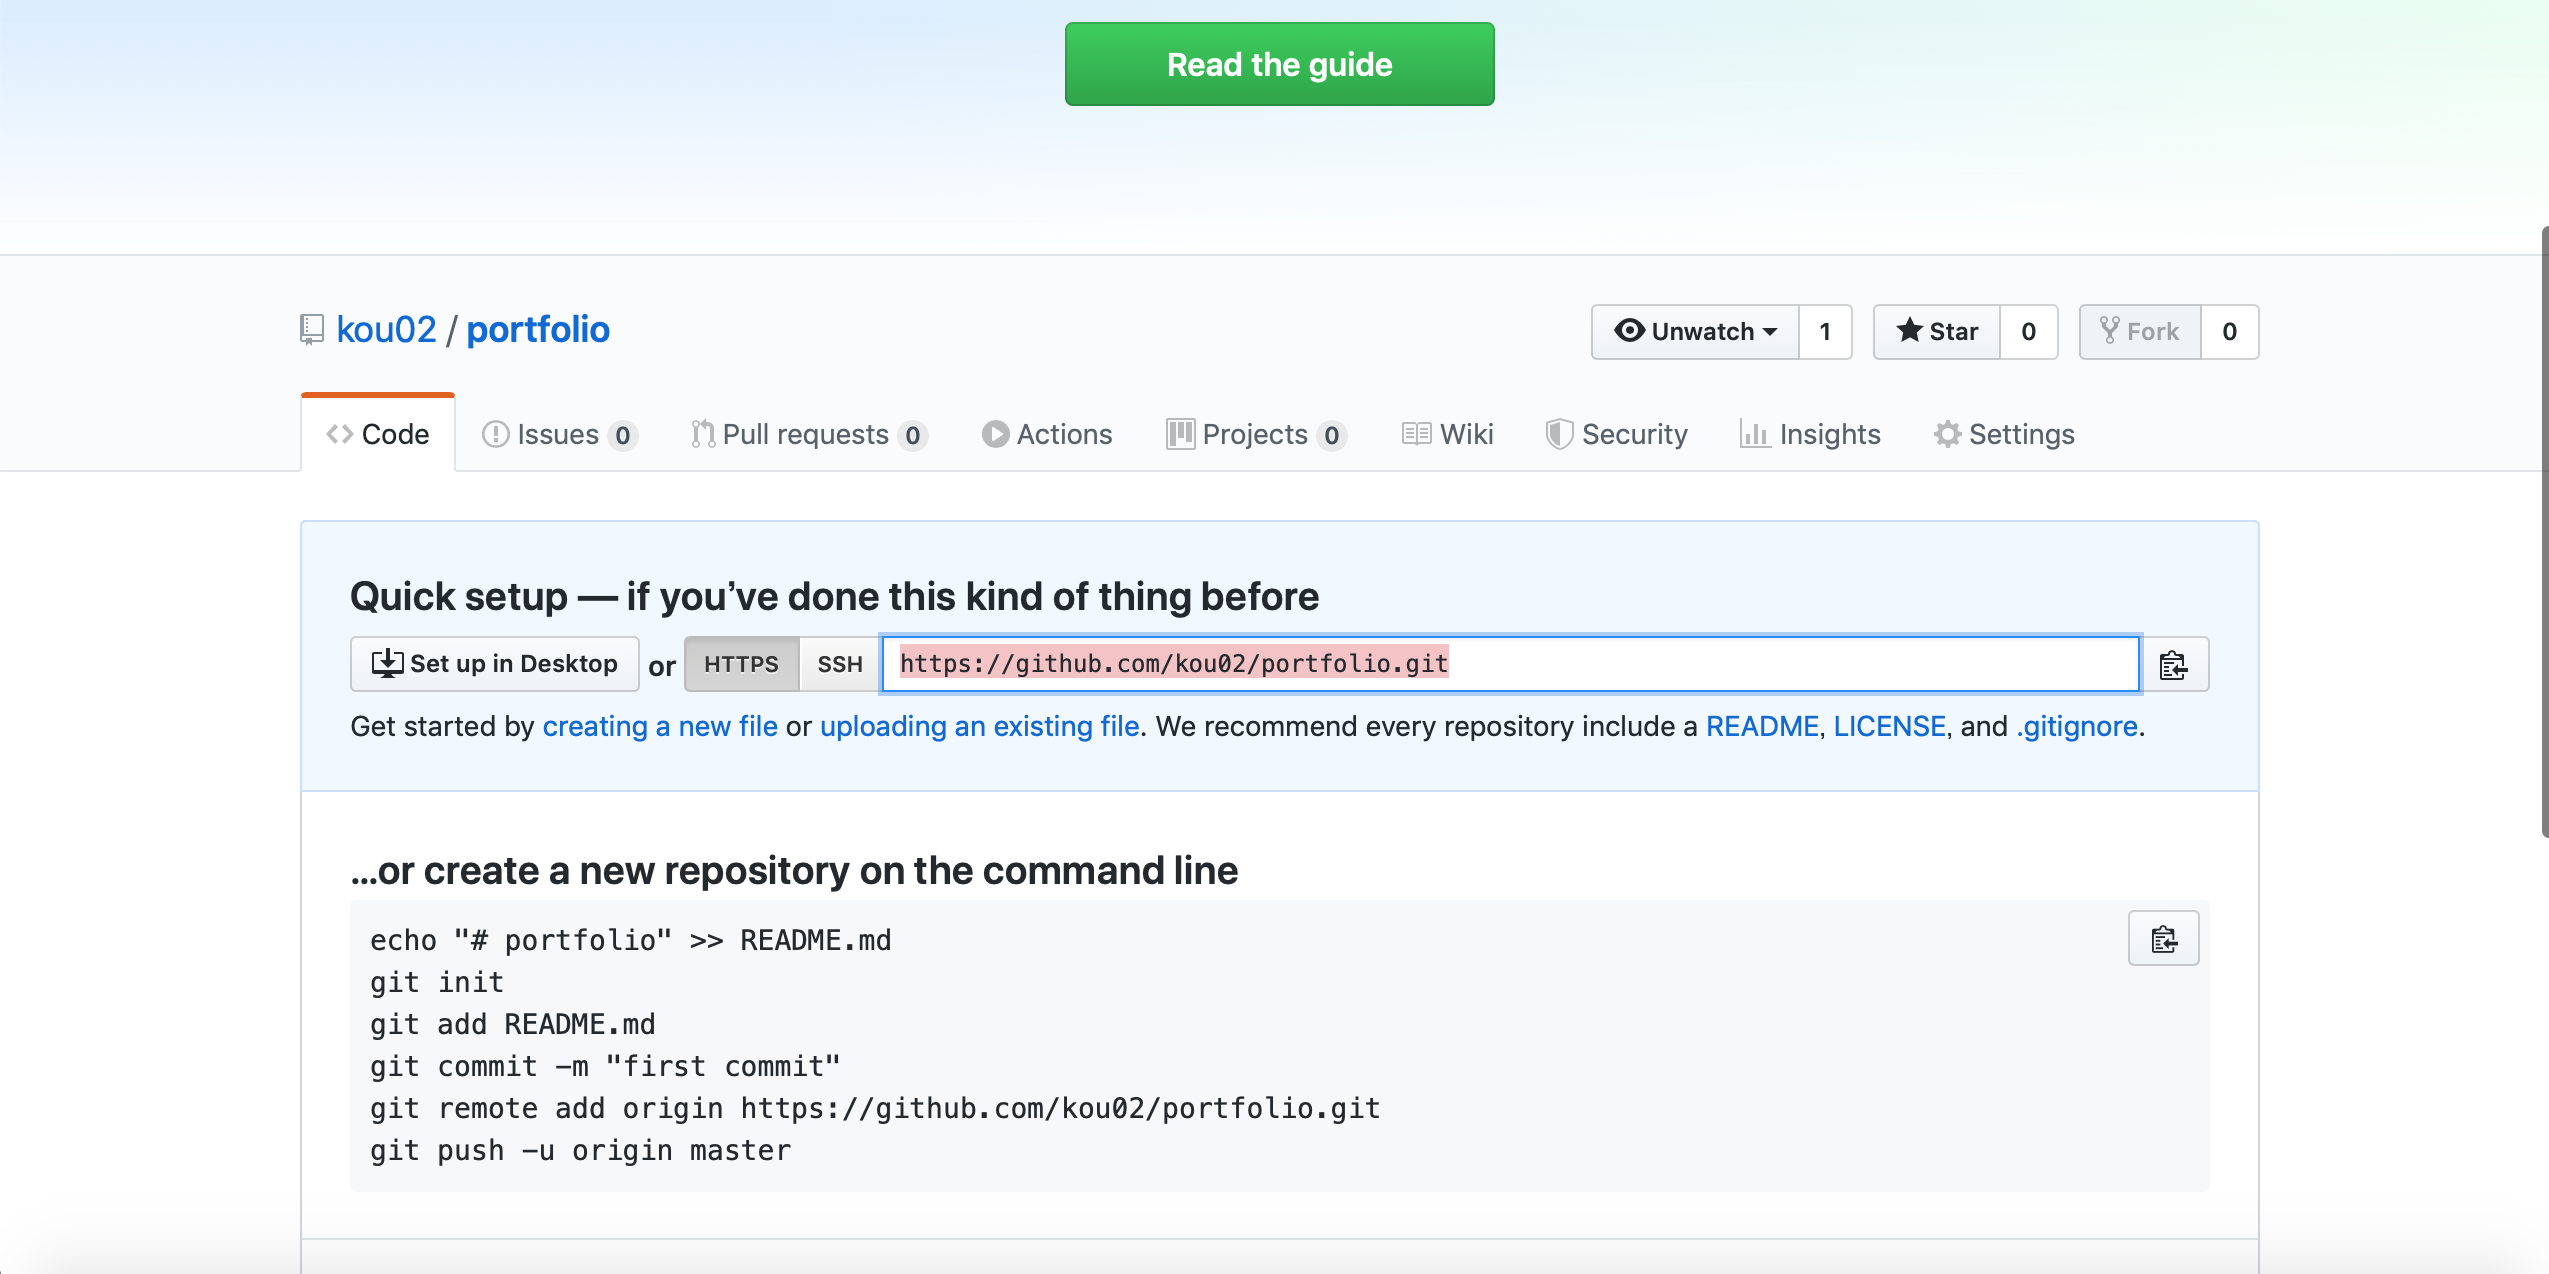 Read the guide
kou02 / portfolio
Unwatch 1 Star 0 Fork 0
Code Issues 0 Pull requests 0 Actions Projects 0 Wiki Security Insights Settings
Quick setup — if you’ve done this kind of thing before
Set up in Desktop or HTTPS SSH https://github.com/kou02/portfolio.git
Get started by creating a new file or uploading an existing file. We recommend every repository include a README, LICENSE, and .gitignore.
…or create a new repository on the command line
echo "# portfolio" >> README.md
git init
git add README.md
git commit -m "first commit"
git remote add origin https://github.com/kou02/portfolio.git
git push -u origin master